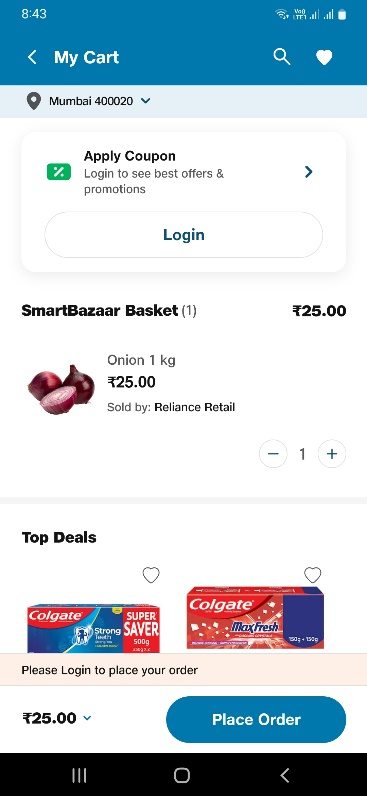 8:43
My Cart
Mumbai 400020
Apply Coupon
Login to see best offers &
promotions
Login
SmartBazaar Basket (1) ₹25.00
Onion 1 kg
₹25.00
Sold by: Reliance Retail
− 1 +
Top Deals
Colgate
Strong
SUPER
SAVER
500g
Colgate
MaxFresh
150g + 150g
Please Login to place your order
₹25.00
Place Order